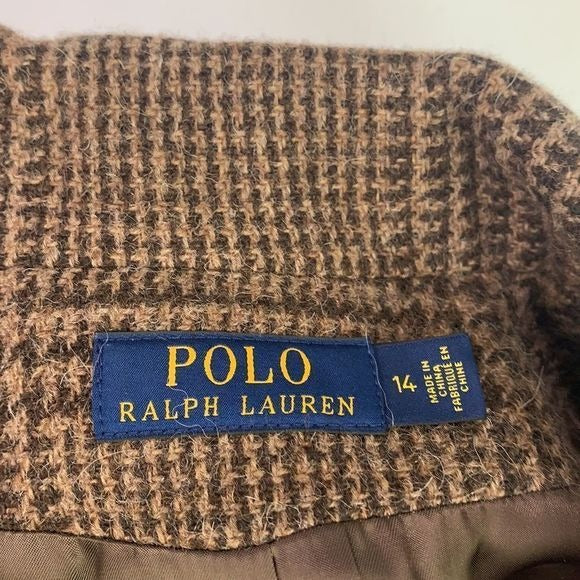 POLO
RALPH LAUREN
14
MADE IN
CHINA
FABRIQUÉ EN
CHINE